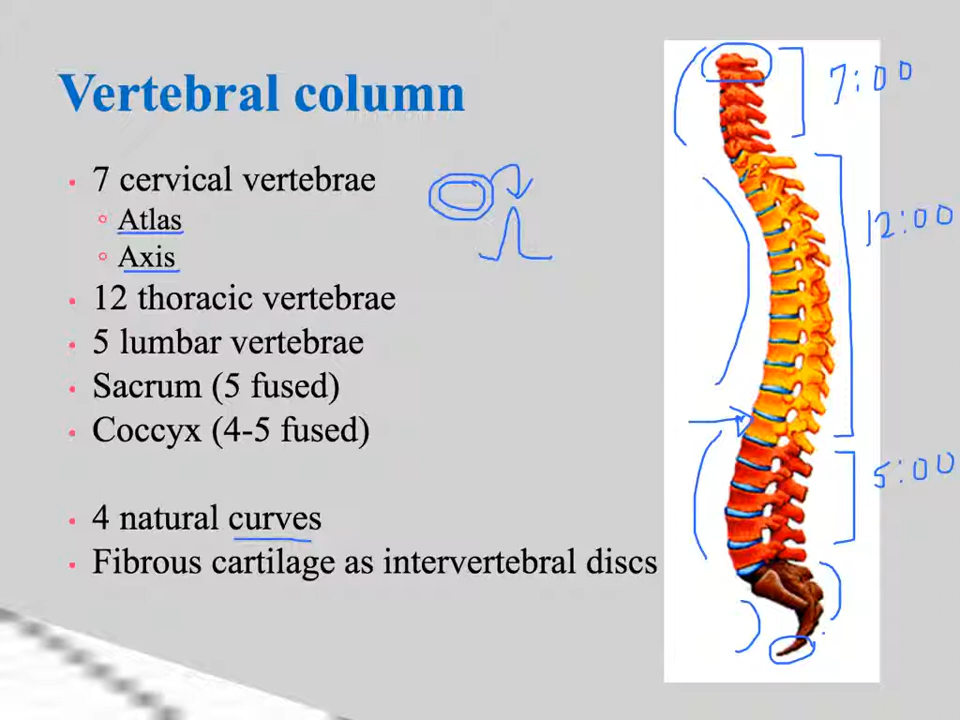 Vertebral column
• 7 cervical vertebrae
◦ Atlas
◦ Axis
• 12 thoracic vertebrae
• 5 lumbar vertebrae
• Sacrum (5 fused)
• Coccyx (4-5 fused)
• 4 natural curves
• Fibrous cartilage as intervertebral discs
7:00
12:00
5:00